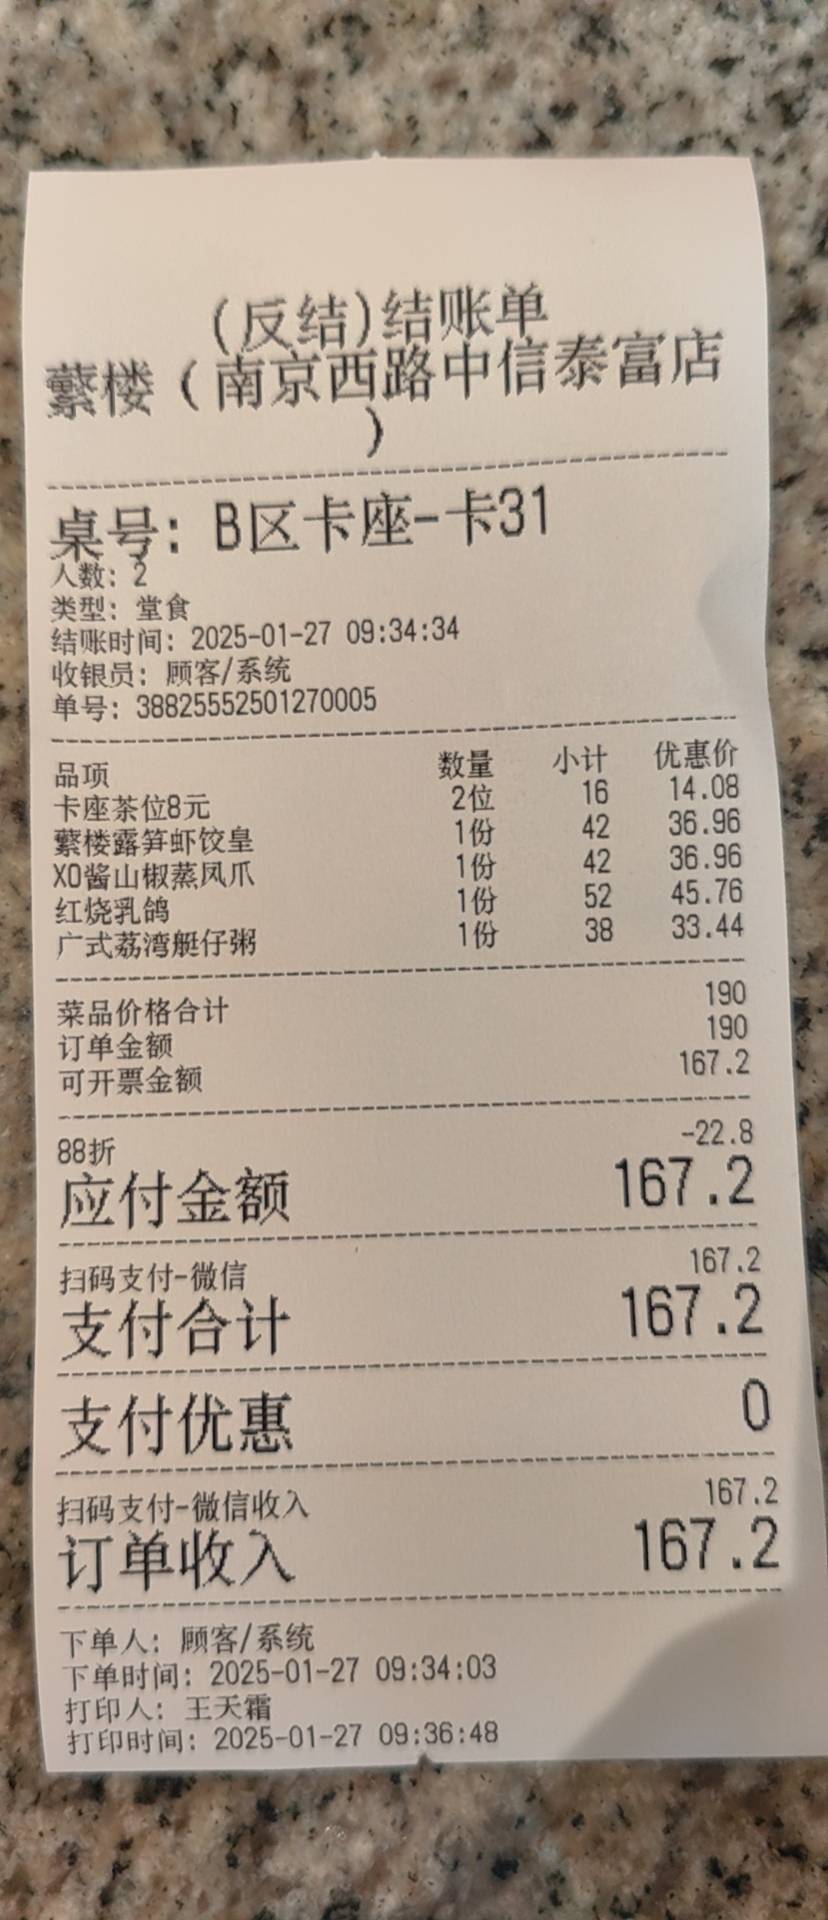 (反结)结账单
蘩楼（南京西路中信泰富店
）
桌号: B区卡座-卡31
人数: 2
类型: 堂食
结账时间: 2025-01-27 09:34:34
收银员: 顾客/系统
单号: 38825552501270005
品项 数量 小计 优惠价
卡座茶位8元 2位 16 14.08
蘩楼露笋虾饺皇 1份 42 36.96
XO酱山椒蒸凤爪 1份 42 36.96
红烧乳鸽 1份 52 45.76
广式荔湾艇仔粥 1份 38 33.44
菜品价格合计 190
订单金额 190
可开票金额 167.2
88折 -22.8
应付金额 167.2
扫码支付-微信 167.2
支付合计 167.2
支付优惠 0
扫码支付-微信收入 167.2
订单收入 167.2
下单人: 顾客/系统
下单时间: 2025-01-27 09:34:03
打印人: 王天霜
打印时间: 2025-01-27 09:36:48